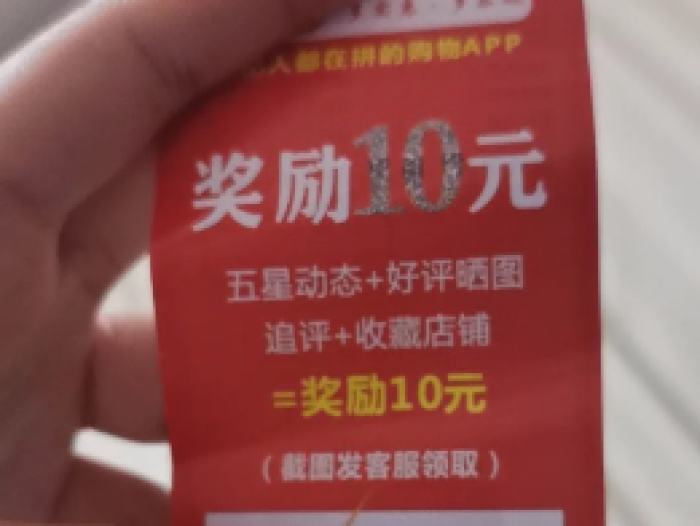 人都在拼的购物APP
奖励10元
五星动态+好评晒图
追评+收藏店铺
=奖励10元
(截图发客服领取)